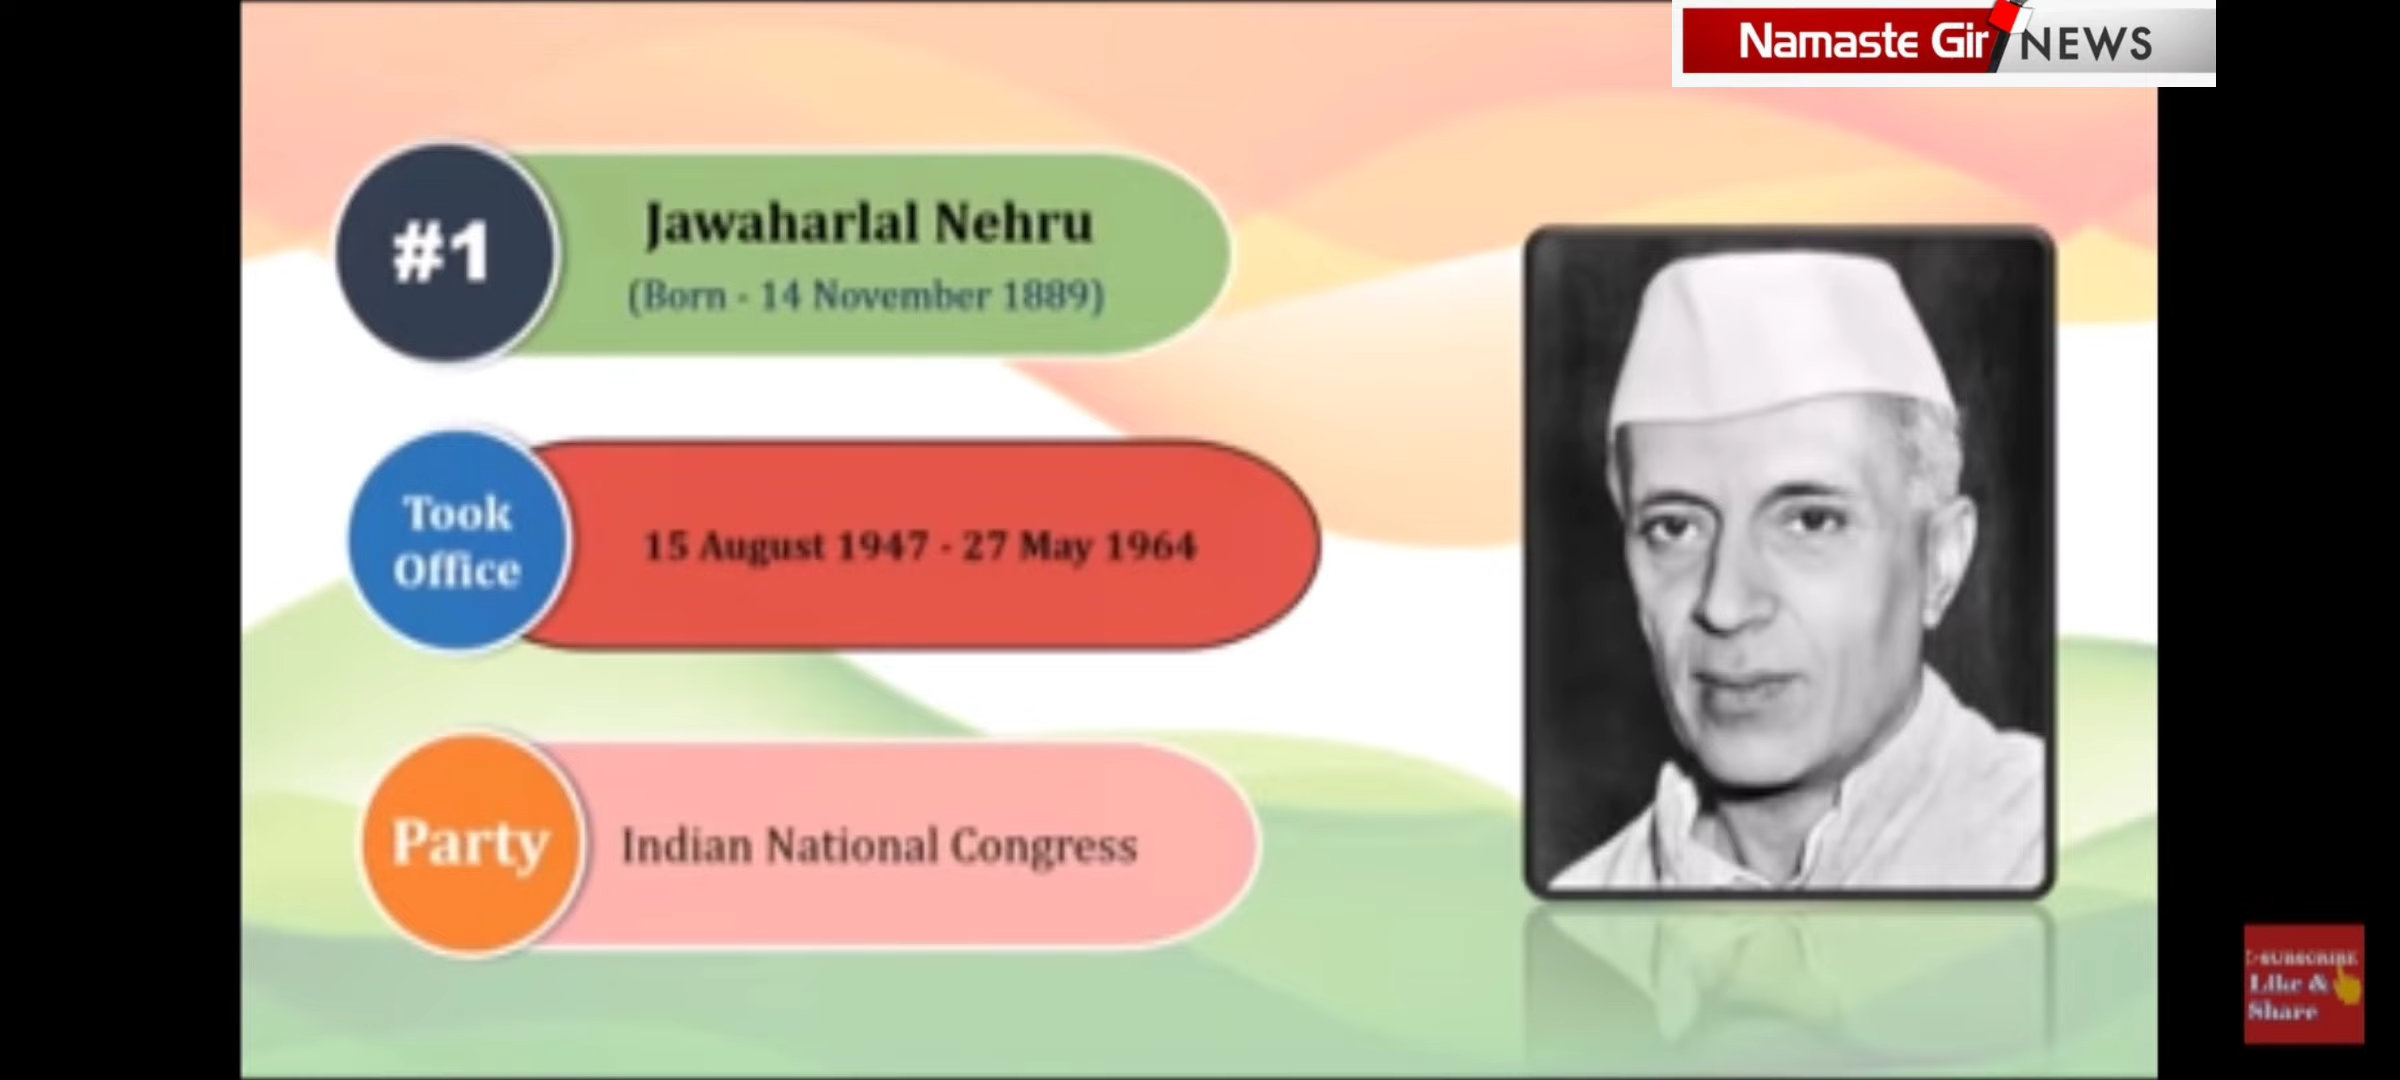 Namaste Gir NEWS
#1
Jawaharlal Nehru
(Born - 14 November 1889)
Took
Office
15 August 1947 - 27 May 1964
Party
Indian National Congress
SUBSCRIBE
Like &
Share